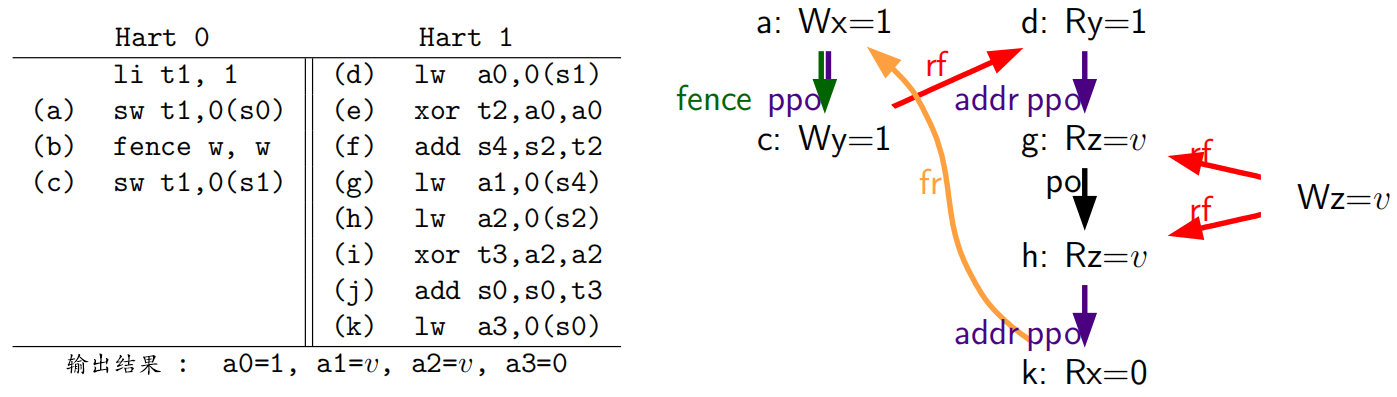 Hart 0 Hart 1
li t1, 1 (d) lw a0,0(s1)
(a) sw t1,0(s0) (e) xor t2,a0,a0
(b) fence w, w (f) add s4,s2,t2
(c) sw t1,0(s1) (g) lw a1,0(s4)
(h) lw a2,0(s2)
(i) xor t3,a2,a2
(j) add s0,s0,t3
(k) lw a3,0(s0)
输出结果 : a0=1, a1=v, a2=v, a3=0
a: Wx=1 d: Ry=1
rf
fence ppo addr ppo
c: Wy=1 g: Rz=v
rf
fr po
Wz=v
rf
h: Rz=v
addr ppo
k: Rx=0